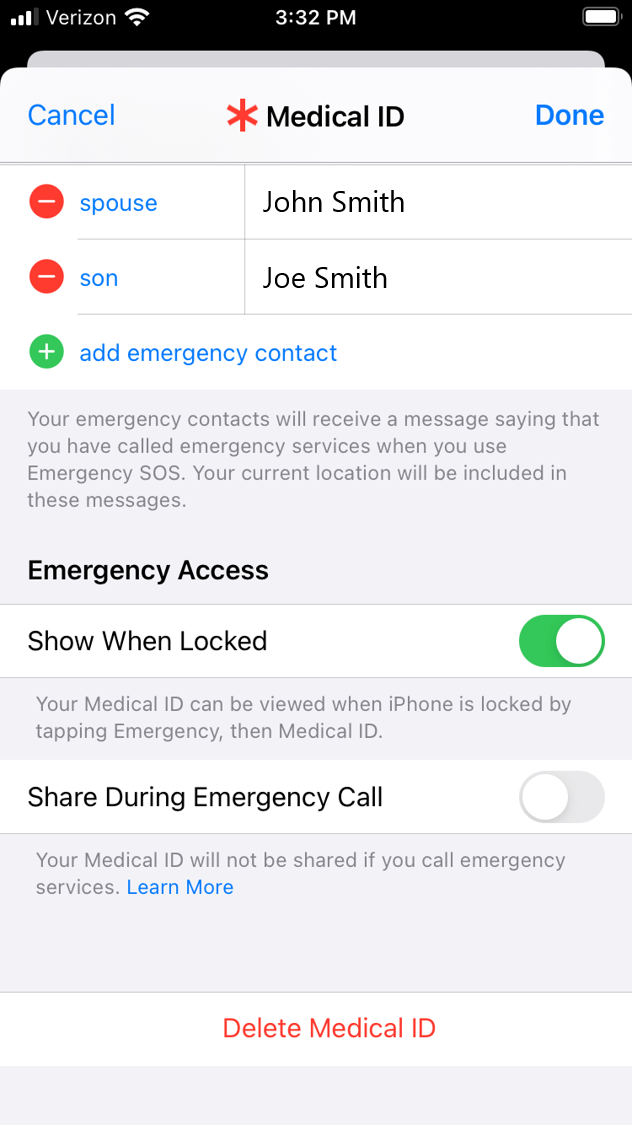 Verizon 3:32 PM
Cancel Medical ID Done
spouse John Smith
son Joe Smith
add emergency contact
Your emergency contacts will receive a message saying that
you have called emergency services when you use
Emergency SOS. Your current location will be included in
these messages.
Emergency Access
Show When Locked
Your Medical ID can be viewed when iPhone is locked by
tapping Emergency, then Medical ID.
Share During Emergency Call
Your Medical ID will not be shared if you call emergency
services. Learn More
Delete Medical ID